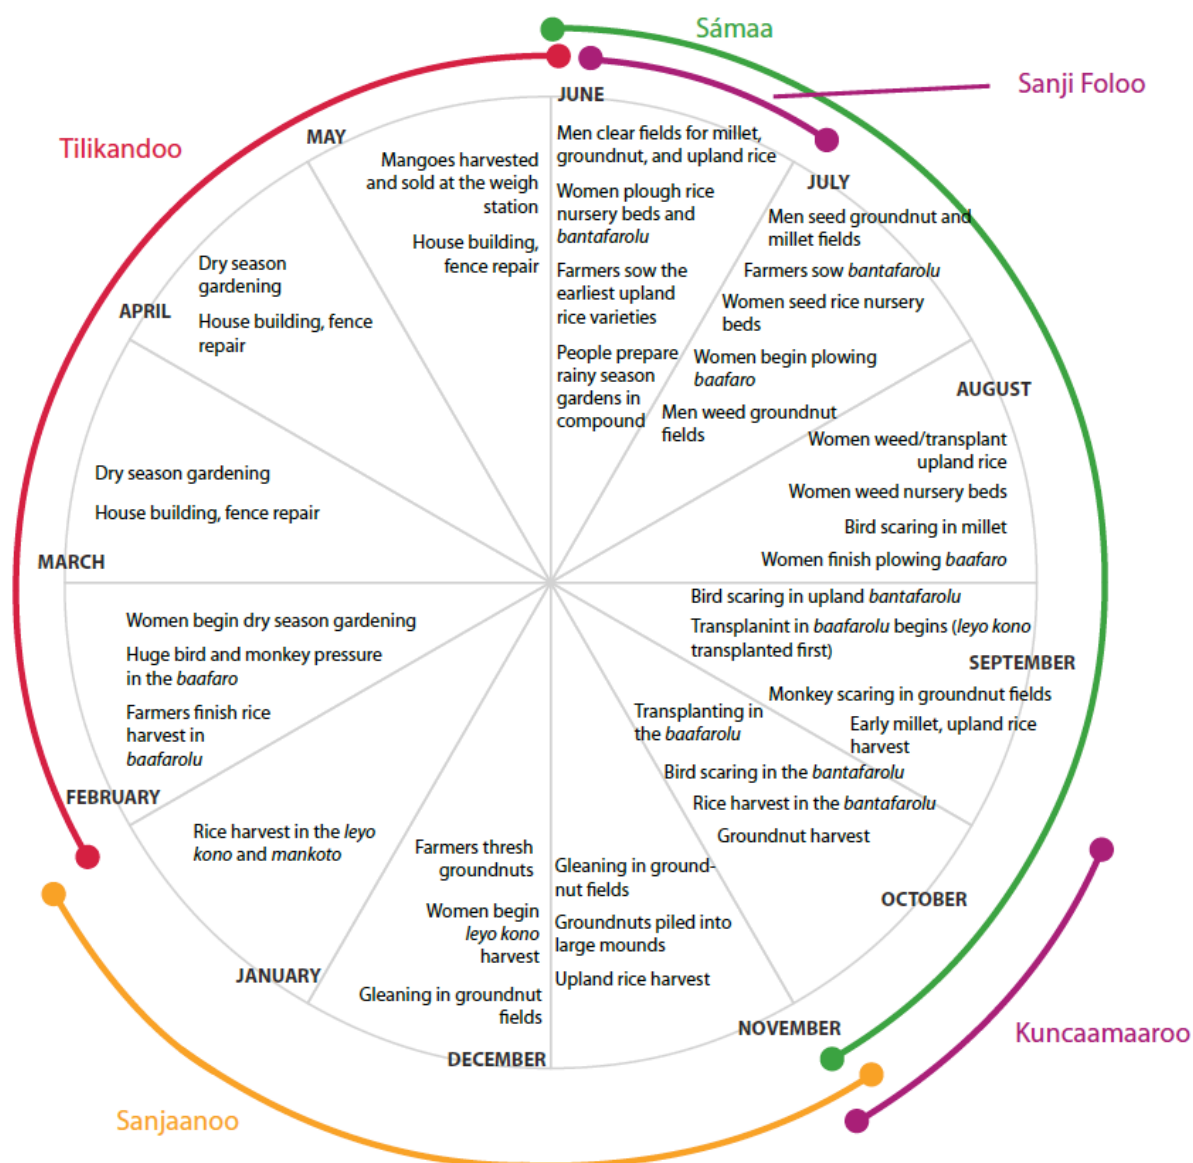 Sámaa
Sanji Foloo
Tilikandoo
JUNE
Men clear fields for millet,
groundnut, and upland rice
Women plough rice
nursery beds and
bantafarolu
Farmers sow the
earliest upland
rice varieties
People prepare
rainy season
gardens in
compound
JULY
Men seed groundnut and
millet fields
Farmers sow bantafarolu
Women seed rice nursery
beds
Women begin plowing
baafaro
Men weed groundnut
fields
AUGUST
Women weed/transplant
upland rice
Women weed nursery beds
Bird scaring in millet
Women finish plowing baafaro
Bird scaring in upland bantafarolu
Transplanint in baafarolu begins (leyo kono
transplanted first)
SEPTEMBER
Monkey scaring in groundnut fields
Early millet, upland rice
harvest
Transplanting in
the baafarolu
Bird scaring in the bantafarolu
Rice harvest in the bantafarolu
Groundnut harvest
OCTOBER
Gleaning in ground-
nut fields
Groundnuts piled into
large mounds
Upland rice harvest
NOVEMBER
Kuncaamaaroo
Farmers thresh
groundnuts
Women begin
leyo kono
harvest
Gleaning in groundnut
fields
DECEMBER
Rice harvest in the leyo
kono and mankoto
JANUARY
Sanjaanoo
Women begin dry season gardening
Huge bird and monkey pressure
in the baafaro
Farmers finish rice
harvest in
baafarolu
FEBRUARY
Dry season gardening
House building, fence repair
MARCH
Dry season
gardening
House building, fence
repair
APRIL
MAY
Mangoes harvested
and sold at the weigh
station
House building,
fence repair